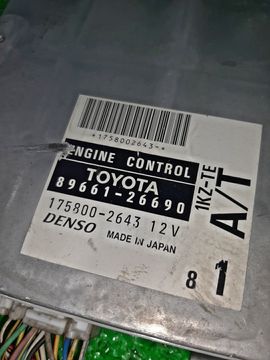 *1758002643*
ENGINE CONTROL
TOYOTA
89661-26690
175800-2643 12V
DENSO MADE IN JAPAN
1KZ-TE
A/T
8 1